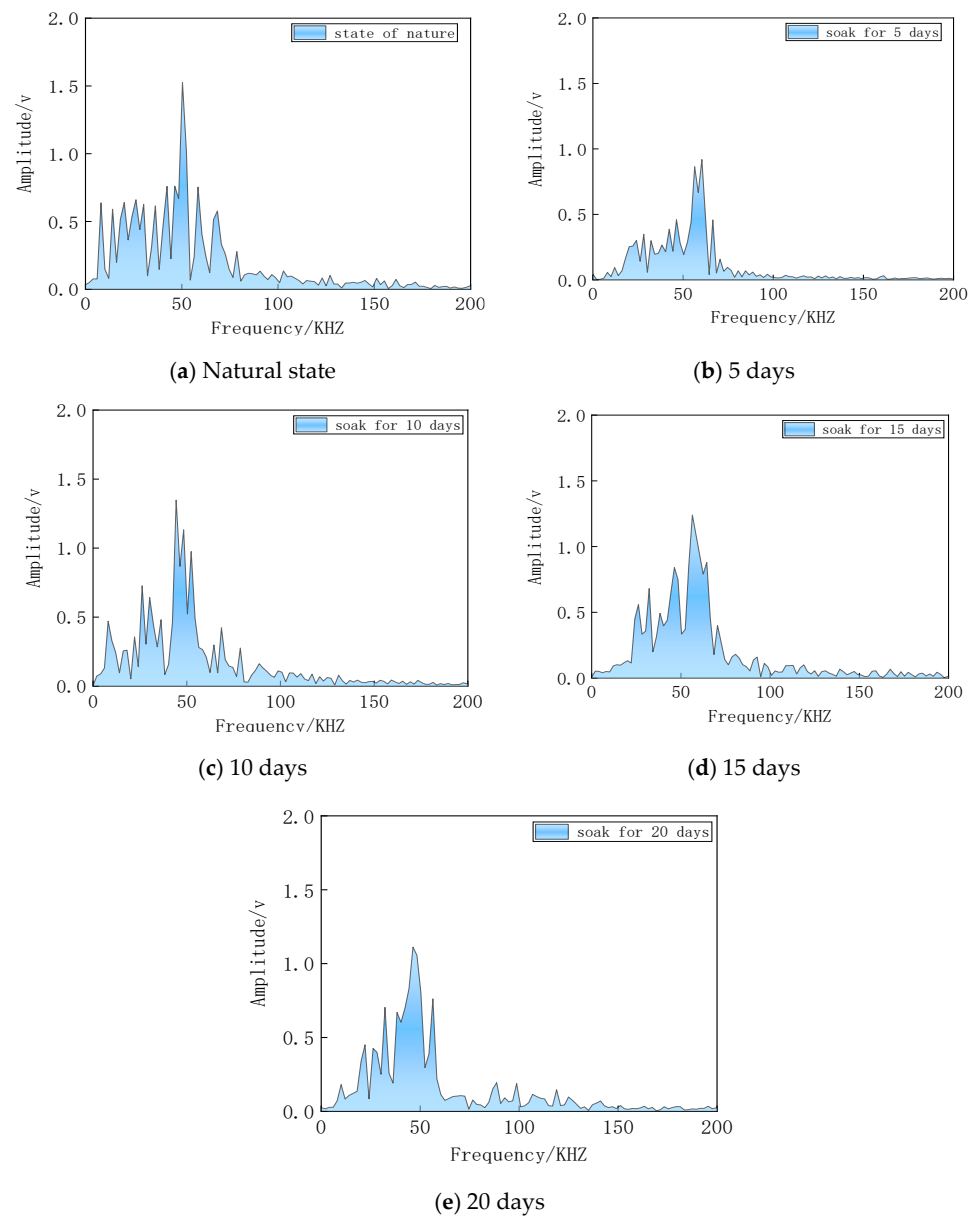 2.0
state of nature
1.5
1.0
0.5
0.0
Amplitude/v
0 50 100 150 200
Frequency/KHZ
(a) Natural state
2.0
soak for 5 days
1.5
1.0
0.5
0.0
Amplitude/v
0 50 100 150 200
Frequency/KHZ
(b) 5 days
2.0
soak for 10 days
1.5
1.0
0.5
0.0
Amplitude/v
0 50 100 150 200
Frequency/KHZ
(c) 10 days
2.0
soak for 15 days
1.5
1.0
0.5
0.0
Amplitude/v
0 50 100 150 200
Frequency/KHZ
(d) 15 days
2.0
soak for 20 days
1.5
1.0
0.5
0.0
Amplitude/v
0 50 100 150 200
Frequency/KHZ
(e) 20 days